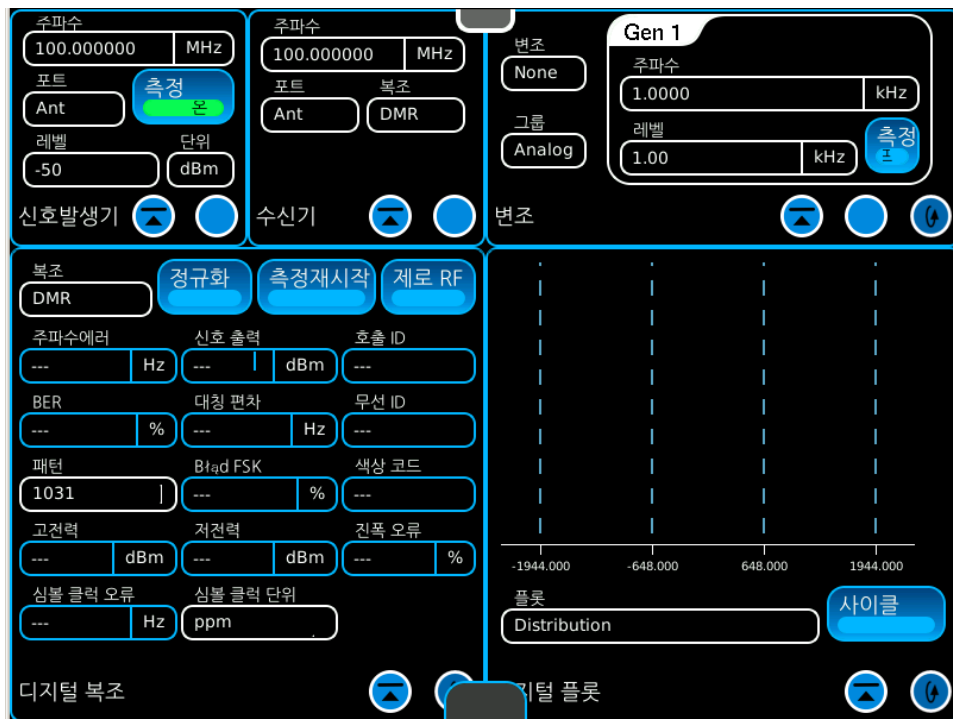 주파수
100.000000 MHz
포트
Ant
측정
온
레벨
-50
단위
dBm
신호발생기
주파수
100.000000 MHz
포트
Ant
복조
DMR
수신기
변조
None
그룹
Analog
Gen 1
주파수
1.0000 kHz
레벨
1.00 kHz
측정
변조
복조
DMR
정규화
측정재시작
제로 RF
주파수에러 신호 출력 호출 ID
--- Hz --- dBm ---
BER 대칭 편차 무선 ID
--- % --- Hz ---
패턴 Błąd FSK 색상 코드
1031 --- % ---
고전력 저전력 진폭 오류
--- dBm --- dBm --- %
심볼 클럭 오류 심볼 클럭 단위
--- Hz ppm
디지털 복조
-1944.000 -648.000 648.000 1944.000
플롯
Distribution
사이클
지털 플롯